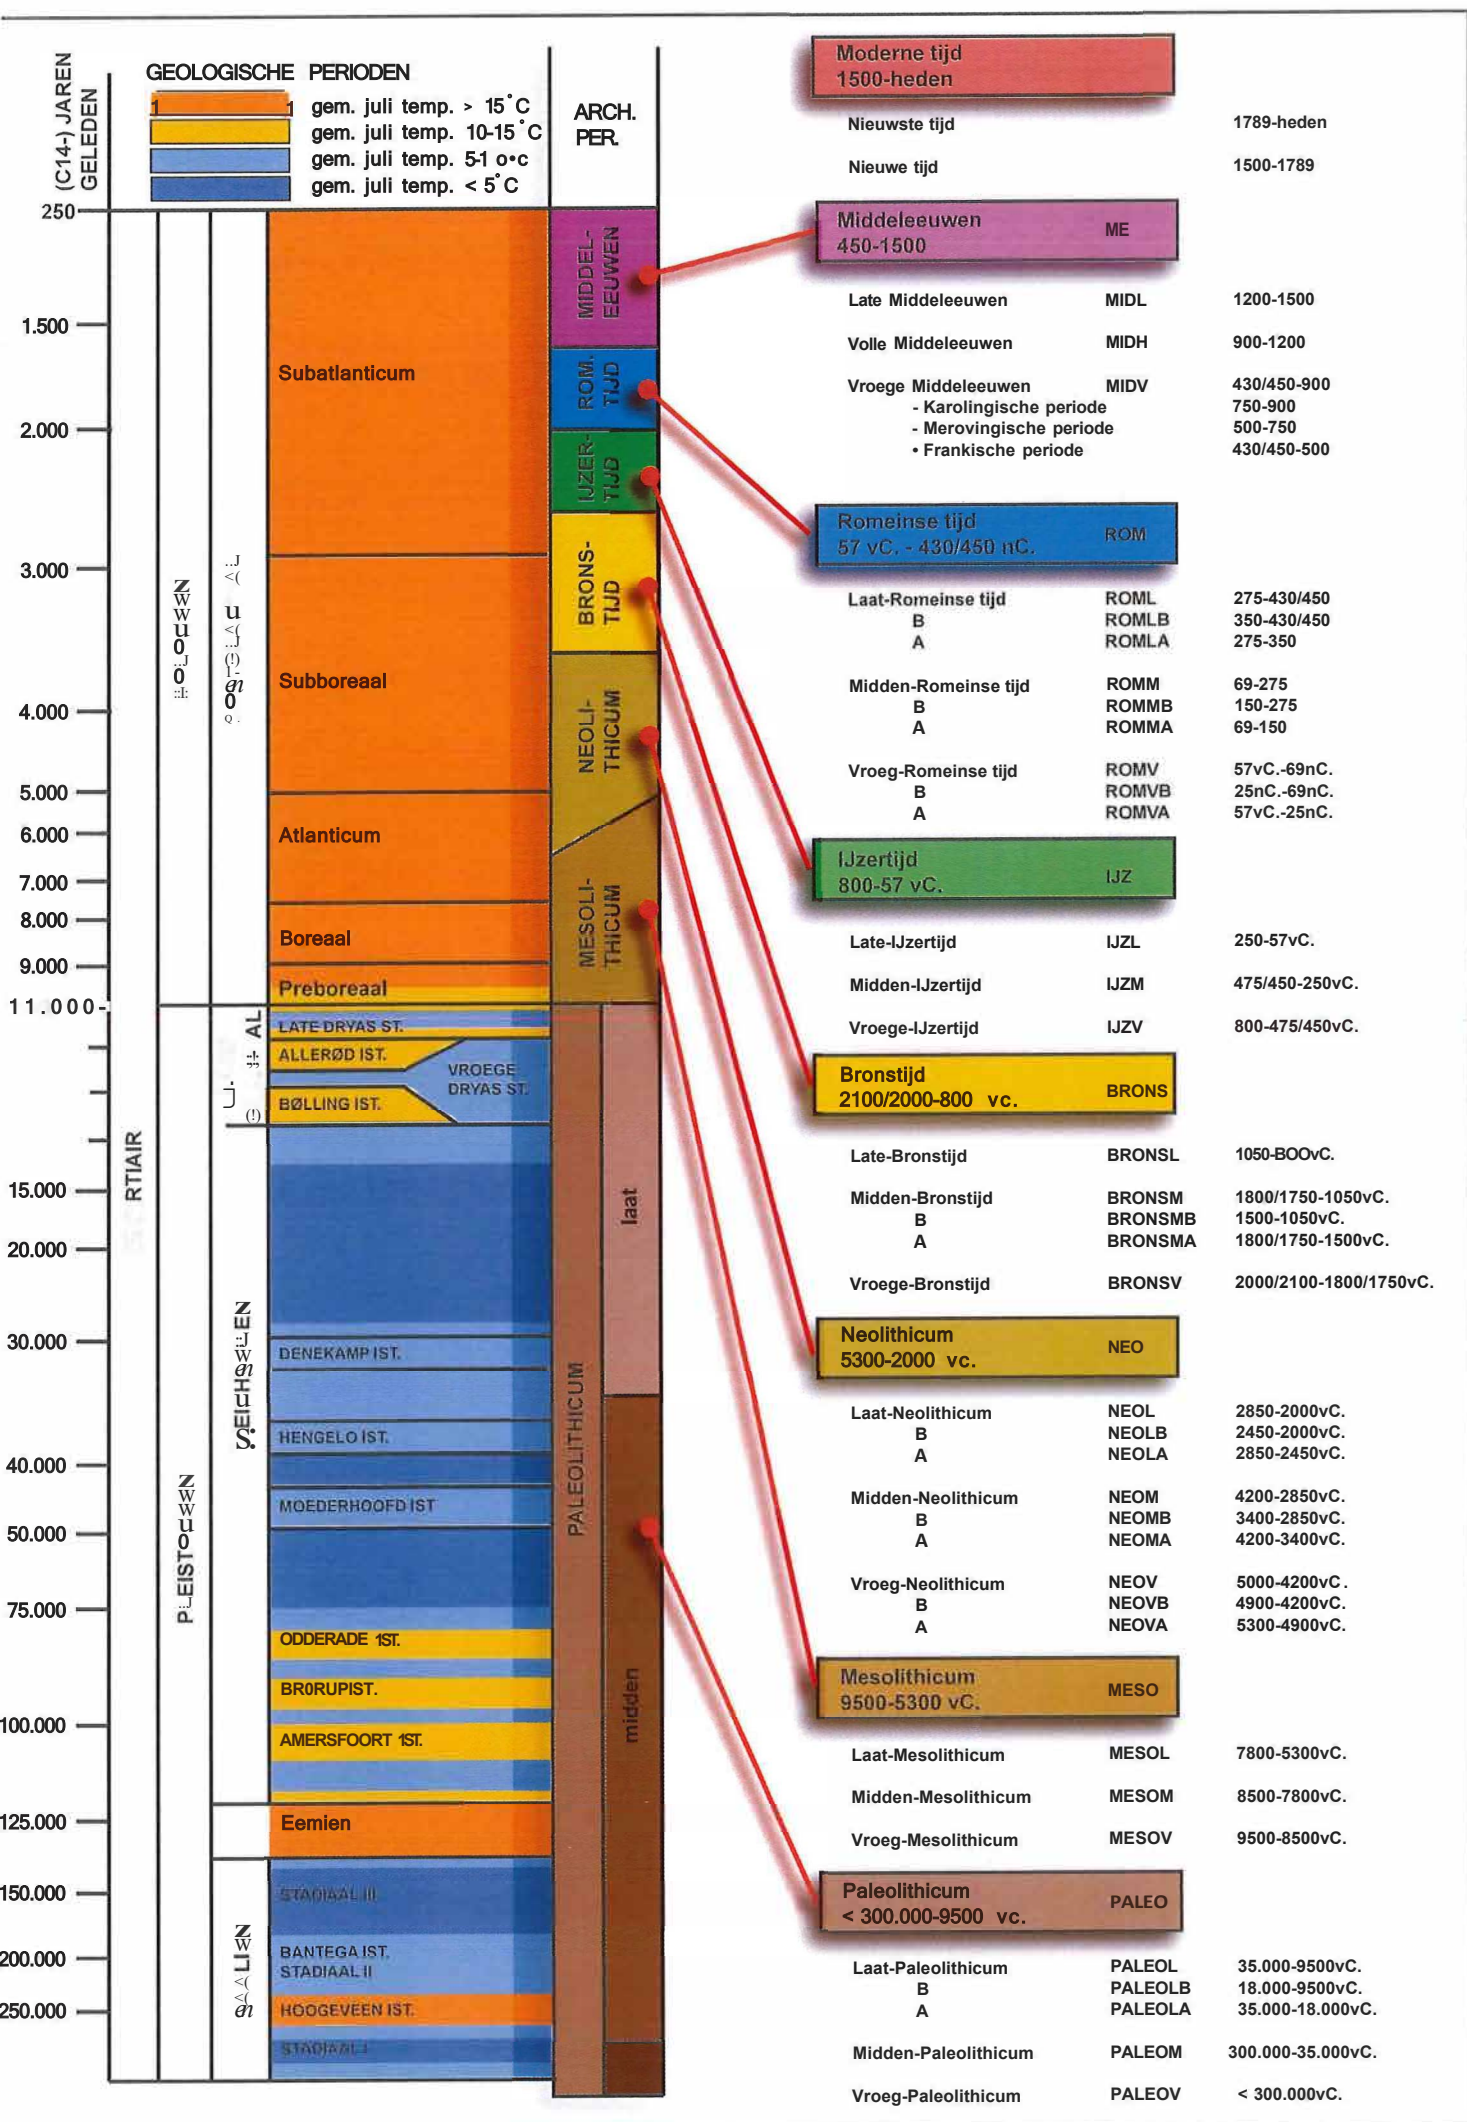 (C14-) JAREN
GELEDEN
GEOLOGISCHE PERIODEN
gem. juli temp. > 15°C
gem. juli temp. 10-15°C
gem. juli temp. 5-1 o•c
gem. juli temp. < 5°C
ARCH.
PER.
250
1.500
2.000
3.000
4.000
5.000
6.000
7.000
8.000
9.000
11.000-
15.000
20.000
30.000
40.000
50.000
75.000
100.000
125.000
150.000
200.000
250.000
RTIAIR
Subatlanticum
Subboreaal
Atlanticum
Boreaal
Preboreaal
LATE DRYAS ST.
ALLERØD IST.
VROEGE
DRYAS ST.
BØLLING IST.
DENEKAMP IST.
HENGELO IST.
MOEDERHOOFD IST
ODDERADE 1ST.
BR0RUPIST.
AMERSFOORT 1ST.
Eemien
STADIAAL III
BANTEGA IST.
STADIAAL II
HOOGEVEEN IST.
STADIAAL I
MIDDEL-
EEUWEN
ROM.
TIJD
IJZER-
TIJD
BRONS-
TIJD
NEOLI-
THICUM
MESOLI-
THICUM
PALEOLITHICUM
laat
midden
Moderne tijd
1500-heden
Nieuwste tijd 1789-heden
Nieuwe tijd 1500-1789
Middeleeuwen ME
450-1500
Late Middeleeuwen MIDL 1200-1500
Volle Middeleeuwen MIDH 900-1200
Vroege Middeleeuwen MIDV 430/450-900
- Karolingische periode 750-900
- Merovingische periode 500-750
• Frankische periode 430/450-500
Romeinse tijd ROM
57 vC. - 430/450 nC.
Laat-Romeinse tijd ROML 275-430/450
B ROMLB 350-430/450
A ROMLA 275-350
Midden-Romeinse tijd ROMM 69-275
B ROMMB 150-275
A ROMMA 69-150
Vroeg-Romeinse tijd ROMV 57vC.-69nC.
B ROMVB 25nC.-69nC.
A ROMVA 57vC.-25nC.
IJzertijd IJZ
800-57 vC.
Late-IJzertijd IJZL 250-57vC.
Midden-IJzertijd IJZM 475/450-250vC.
Vroege-IJzertijd IJZV 800-475/450vC.
Bronstijd BRONS
2100/2000-800 vc.
Late-Bronstijd BRONSL 1050-BOOvC.
Midden-Bronstijd BRONSM 1800/1750-1050vC.
B BRONSMB 1500-1050vC.
A BRONSMA 1800/1750-1500vC.
Vroege-Bronstijd BRONSV 2000/2100-1800/1750vC.
Neolithicum NEO
5300-2000 vc.
Laat-Neolithicum NEOL 2850-2000vC.
B NEOLB 2450-2000vC.
A NEOLA 2850-2450vC.
Midden-Neolithicum NEOM 4200-2850vC.
B NEOMB 3400-2850vC.
A NEOMA 4200-3400vC.
Vroeg-Neolithicum NEOV 5000-4200vC.
B NEOVB 4900-4200vC.
A NEOVA 5300-4900vC.
Mesolithicum MESO
9500-5300 vC.
Laat-Mesolithicum MESOL 7800-5300vC.
Midden-Mesolithicum MESOM 8500-7800vC.
Vroeg-Mesolithicum MESOV 9500-8500vC.
Paleolithicum PALEO
< 300.000-9500 vc.
Laat-Paleolithicum PALEOL 35.000-9500vC.
B PALEOLB 18.000-9500vC.
A PALEOLA 35.000-18.000vC.
Midden-Paleolithicum PALEOM 300.000-35.000vC.
Vroeg-Paleolithicum PALEOV < 300.000vC.